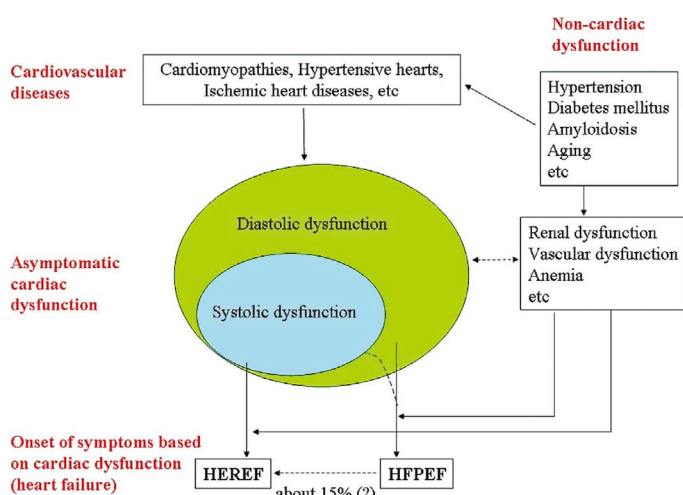 Non-cardiac
dysfunction
Cardiovascular
diseases
Cardiomyopathies, Hypertensive hearts,
Ischemic heart diseases, etc
Hypertension
Diabetes mellitus
Amyloidosis
Aging
etc
Diastolic dysfunction
Renal dysfunction
Vascular dysfunction
Anemia
etc
Asymptomatic
cardiac
dysfunction
Systolic dysfunction
Onset of symptoms based
on cardiac dysfunction
(heart failure)
HEREF
HFPEF
about 15% (?)